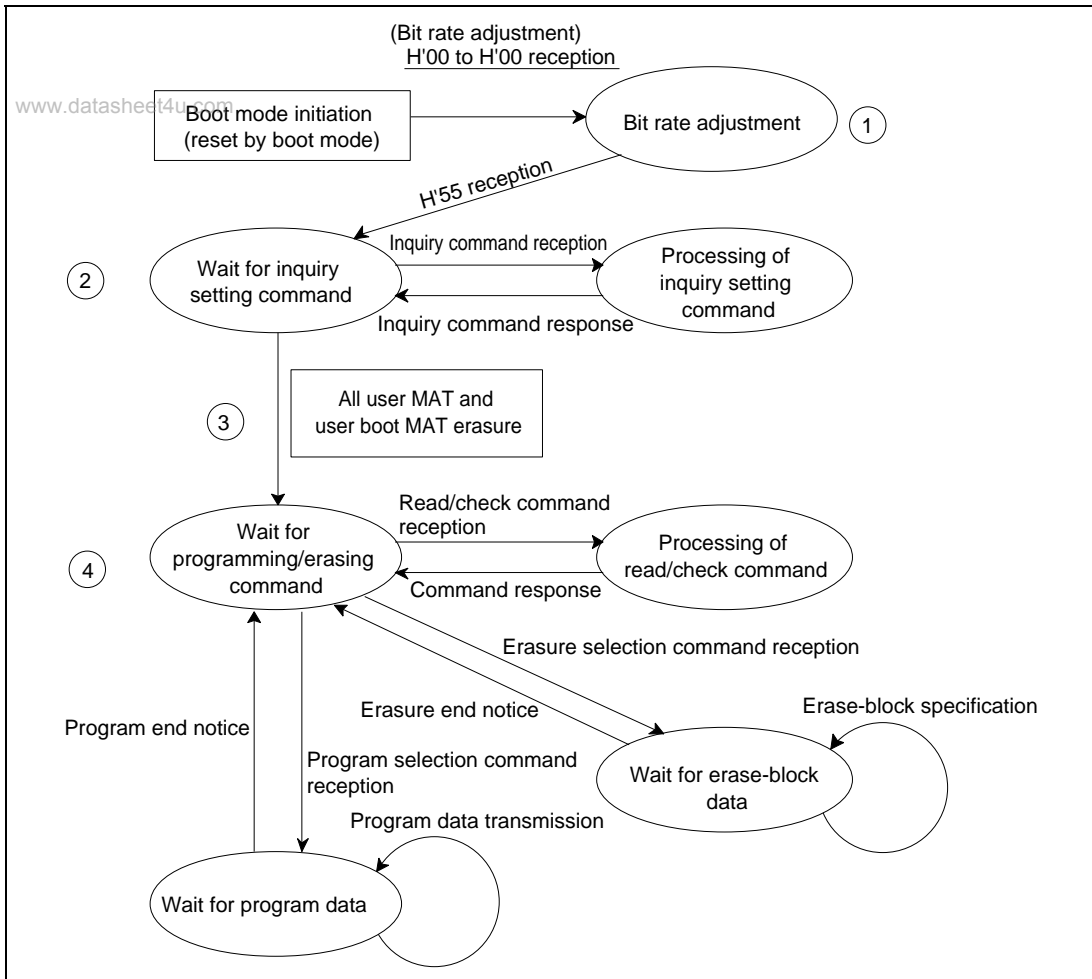 (Bit rate adjustment)
H'00 to H'00 reception
www.datasheet4u.com
Boot mode initiation
(reset by boot mode)
Bit rate adjustment
1
H'55 reception
2
Wait for inquiry
setting command
Inquiry command reception
Inquiry command response
Processing of
inquiry setting
command
3
All user MAT and
user boot MAT erasure
4
Wait for
programming/erasing
command
Read/check command
reception
Command response
Processing of
read/check command
Erasure selection command reception
Erasure end notice
Erase-block specification
Program end notice
Program selection command
reception
Wait for erase-block
data
Program data transmission
Wait for program data